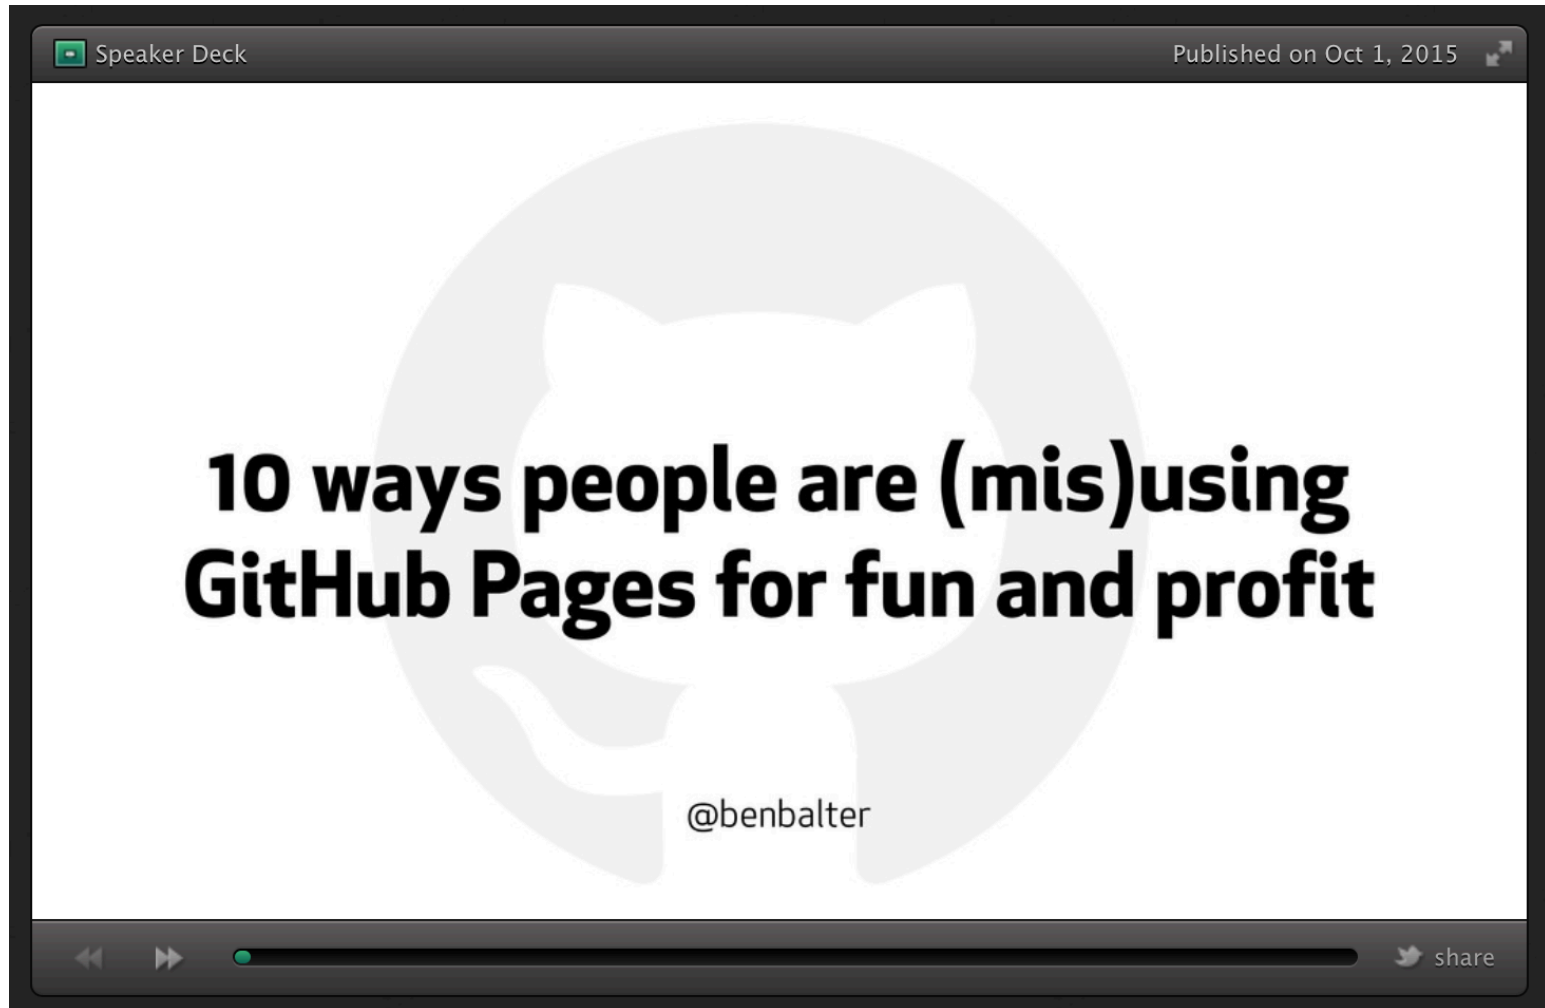 Speaker Deck
Published on Oct 1, 2015
10 ways people are (mis)using
GitHub Pages for fun and profit
@benbalter
share